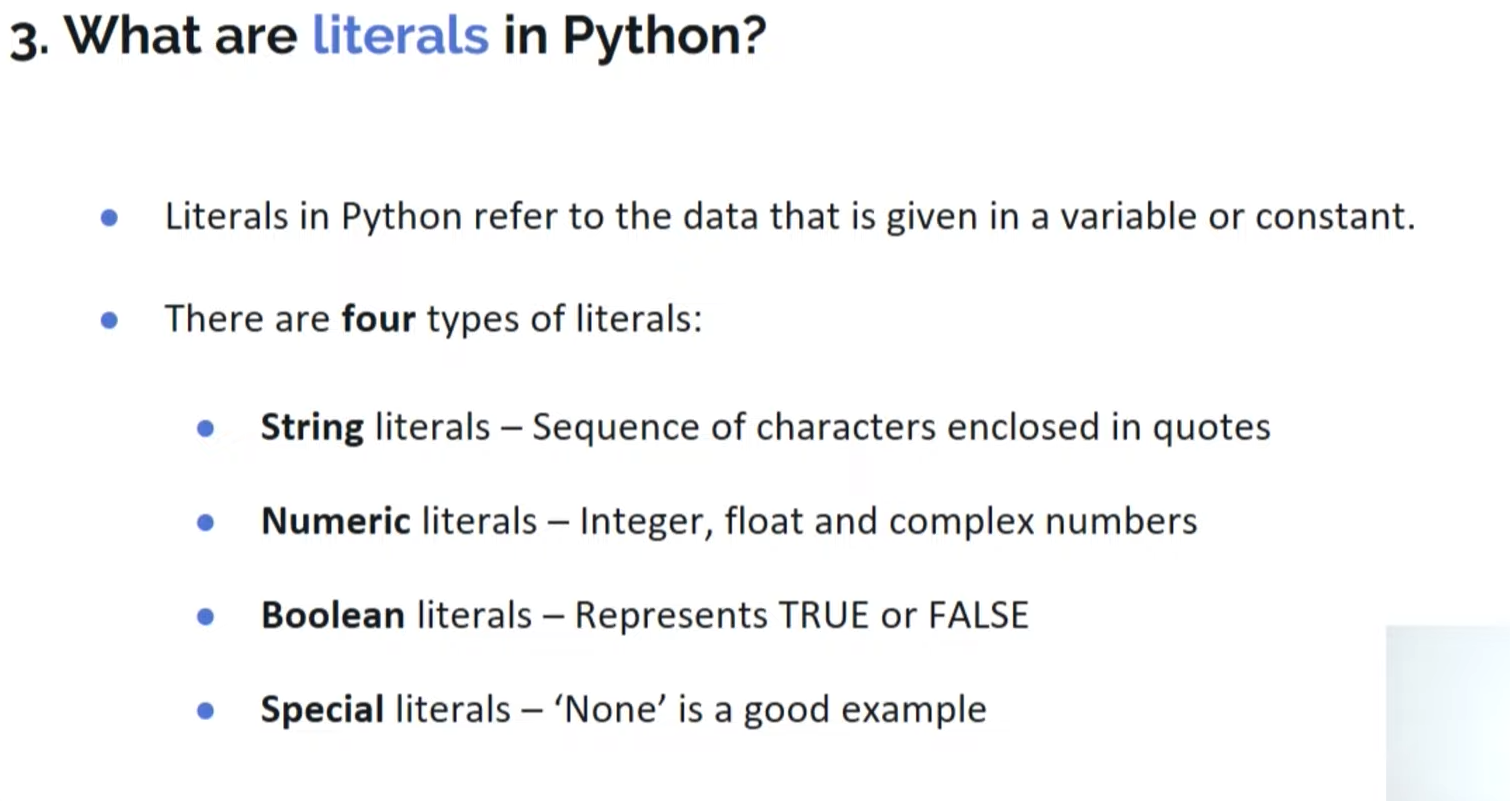 3. What are literals in Python?
Literals in Python refer to the data that is given in a variable or constant.
There are four types of literals:
String literals – Sequence of characters enclosed in quotes
Numeric literals – Integer, float and complex numbers
Boolean literals – Represents TRUE or FALSE
Special literals – ‘None’ is a good example